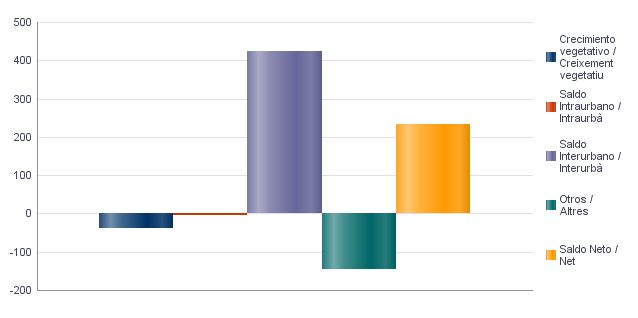 500
400
300
200
100
0
-100
-200
Crecimiento
vegetativo /
Creixement
vegetatiu
Saldo
Intraurbano /
Intraurbà
Saldo
Interurbano /
Interurbà
Otros /
Altres
Saldo Neto /
Net